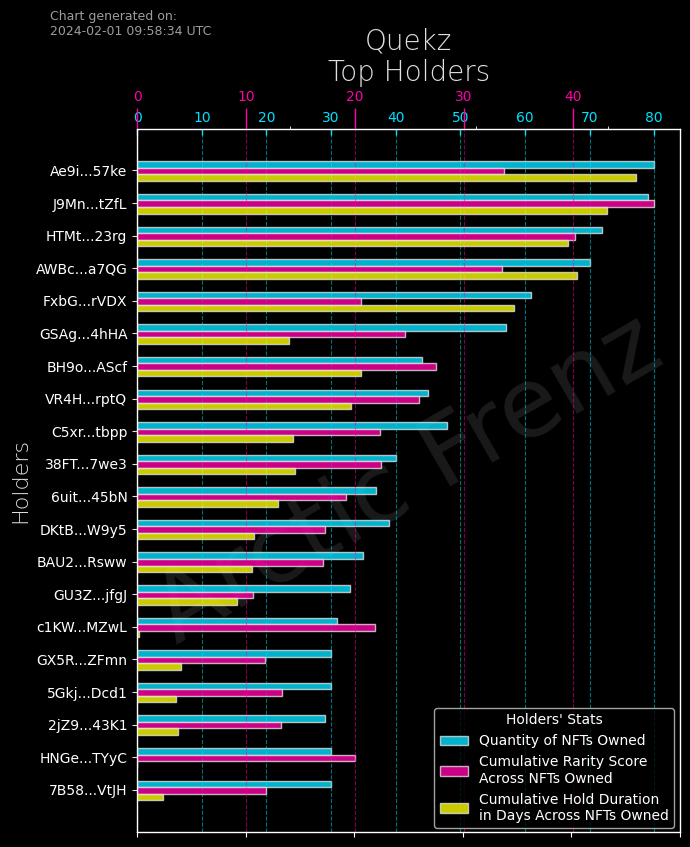 Chart generated on:
2024-02-01 09:58:34 UTC
Quekz
Top Holders
0 10 20 30 40
0 10 20 30 40 50 60 70 80
Holders
Ae9i...57ke
J9Mn...tZfL
HTMt...23rg
AWBc...a7QG
FxbG...rVDX
GSAg...4hHA
BH9o...AScf
VR4H...rptQ
C5xr...tbpp
38FT...7we3
6uit...45bN
DKtB...W9y5
BAU2...Rsww
GU3Z...jfgJ
c1KW...MZwL
GX5R...ZFmn
5Gkj...Dcd1
2jZ9...43K1
HNGe...TYyC
7B58...VtJH
Arctic Frenz
Holders' Stats
Quantity of NFTs Owned
Cumulative Rarity Score
Across NFTs Owned
Cumulative Hold Duration
in Days Across NFTs Owned